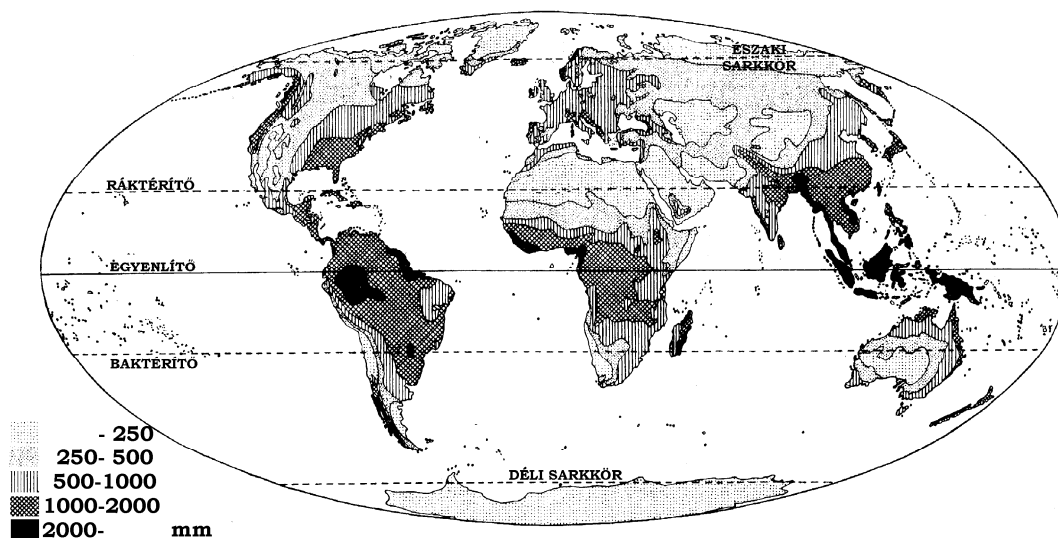 ÉSZAKI
SARKKÖR
RÁKTÉRÍTŐ
EGYENLÍTŐ
BAKTÉRÍTŐ
DÉLI SARKKÖR
- 250
250- 500
500-1000
1000-2000
2000- mm